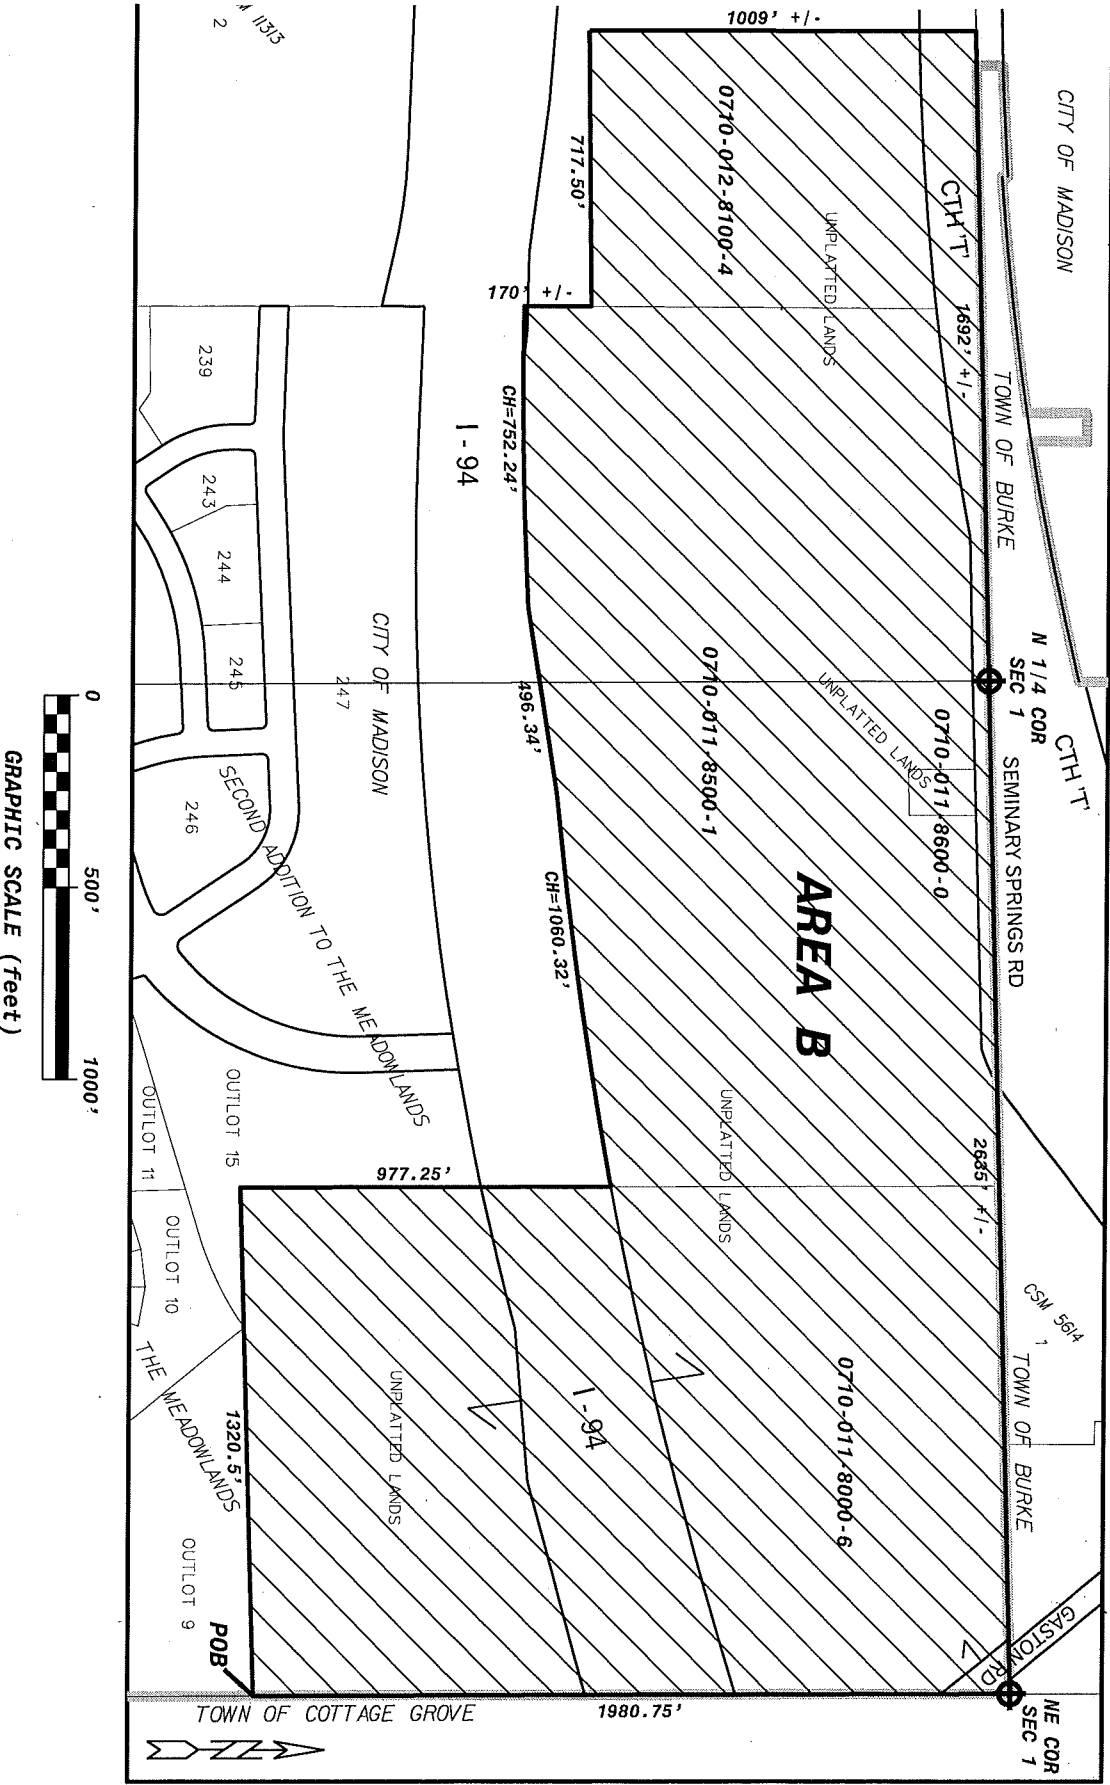 CITY OF MADISON
N 1/4 COR
SEC 1
CTH 'T'
CSM 5614
1
GASTON RD
NE COR
SEC 1
TOWN OF BURKE
SEMINARY SPRINGS RD
TOWN OF BURKE
CTH 'T'
1692' +/-
2635' +/-
1009' +/-
0710-012-8100-4
UNPLATTED LANDS
UNPLATTED LANDS
0710-011-8600-0
0710-011-8500-1
AREA B
UNPLATTED LANDS
0710-011-8000-6
717.50'
170' +/-
CH=752.24'
496.34'
CH=1060.32'
I-94
I-94
977.25'
UNPLATTED LANDS
1980.75'
1320.5'
POB
TOWN OF COTTAGE GROVE
CITY OF MADISON
247
239
243
244
245
246
SECOND ADDITION TO THE MEADOWLANDS
OUTLOT 15
OUTLOT 11
OUTLOT 10
THE MEADOWLANDS
OUTLOT 9
M 11313
2
N
0
500'
1000'
GRAPHIC SCALE (feet)